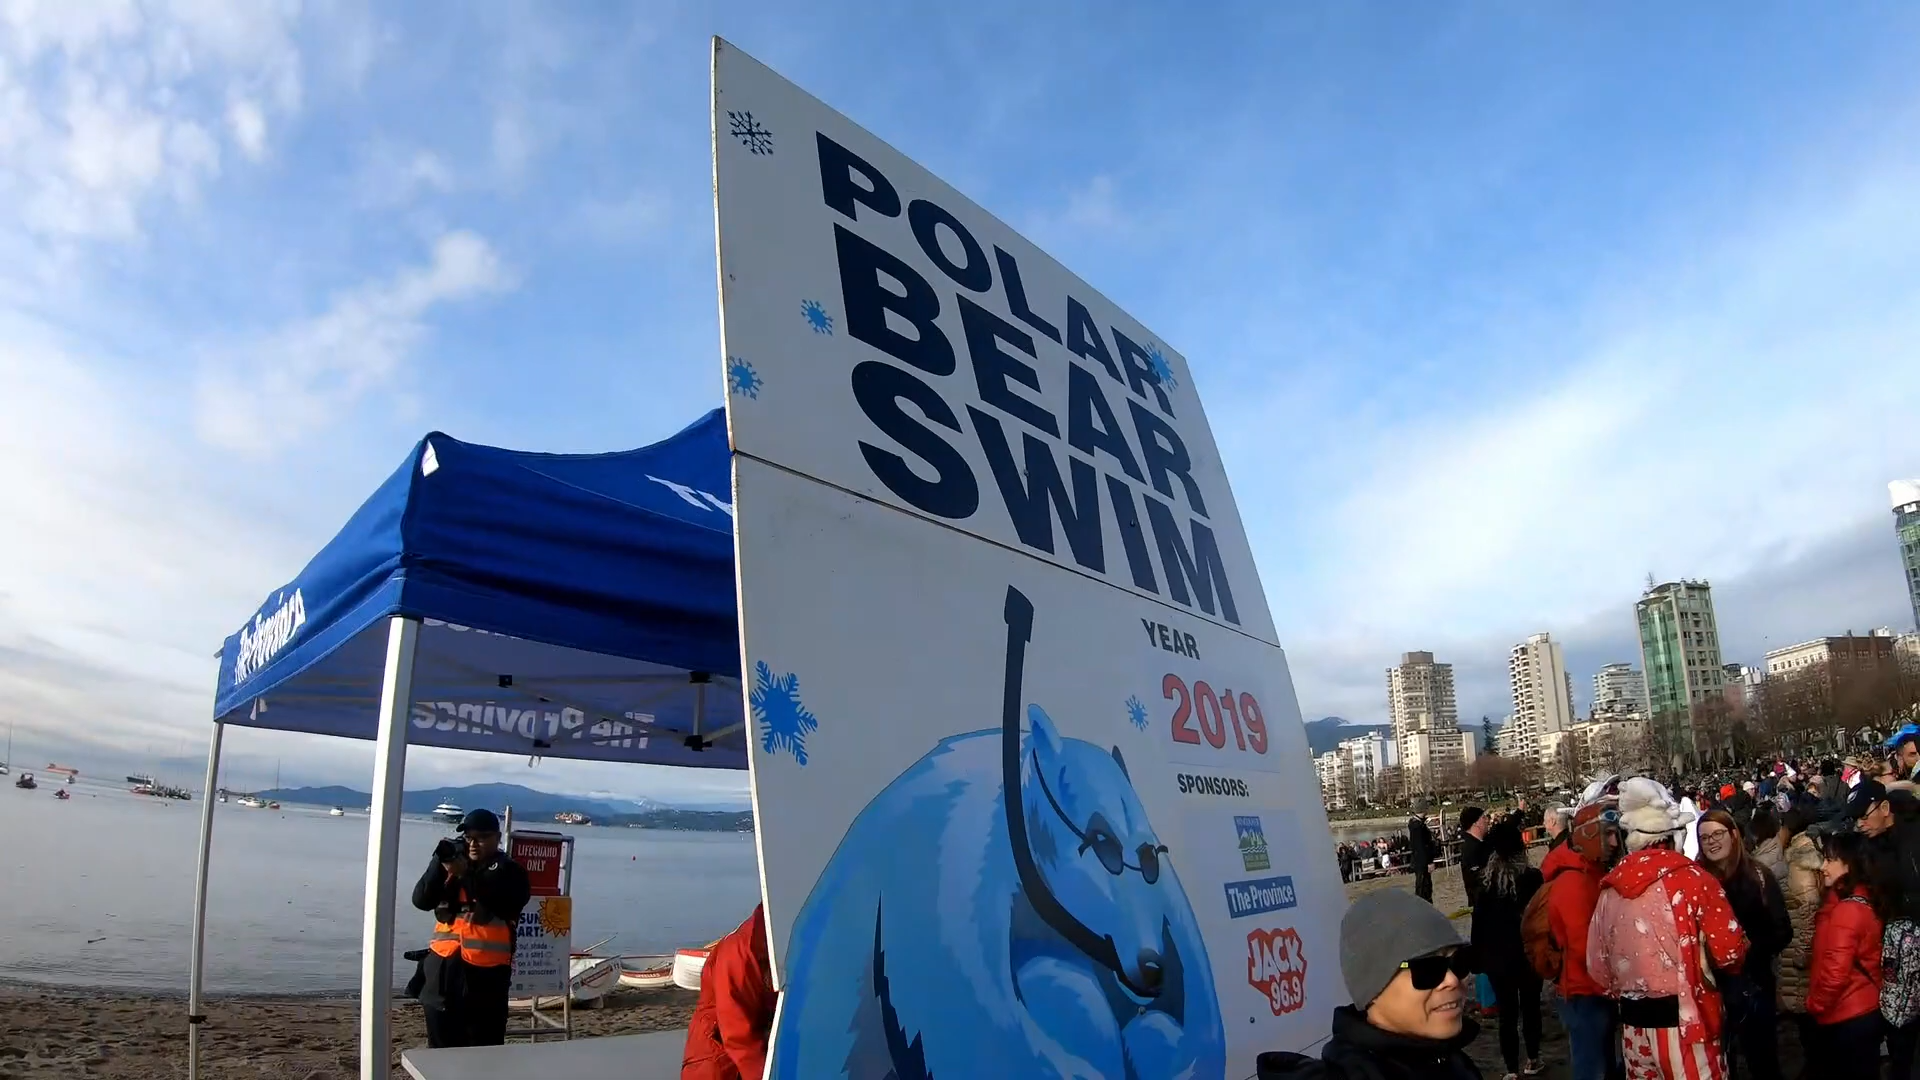 POLAR
BEAR
SWIM
YEAR
2019
SPONSORS:
The Province
JACK
96.9
The Province
The Province
LIFEGUARD
ONLY